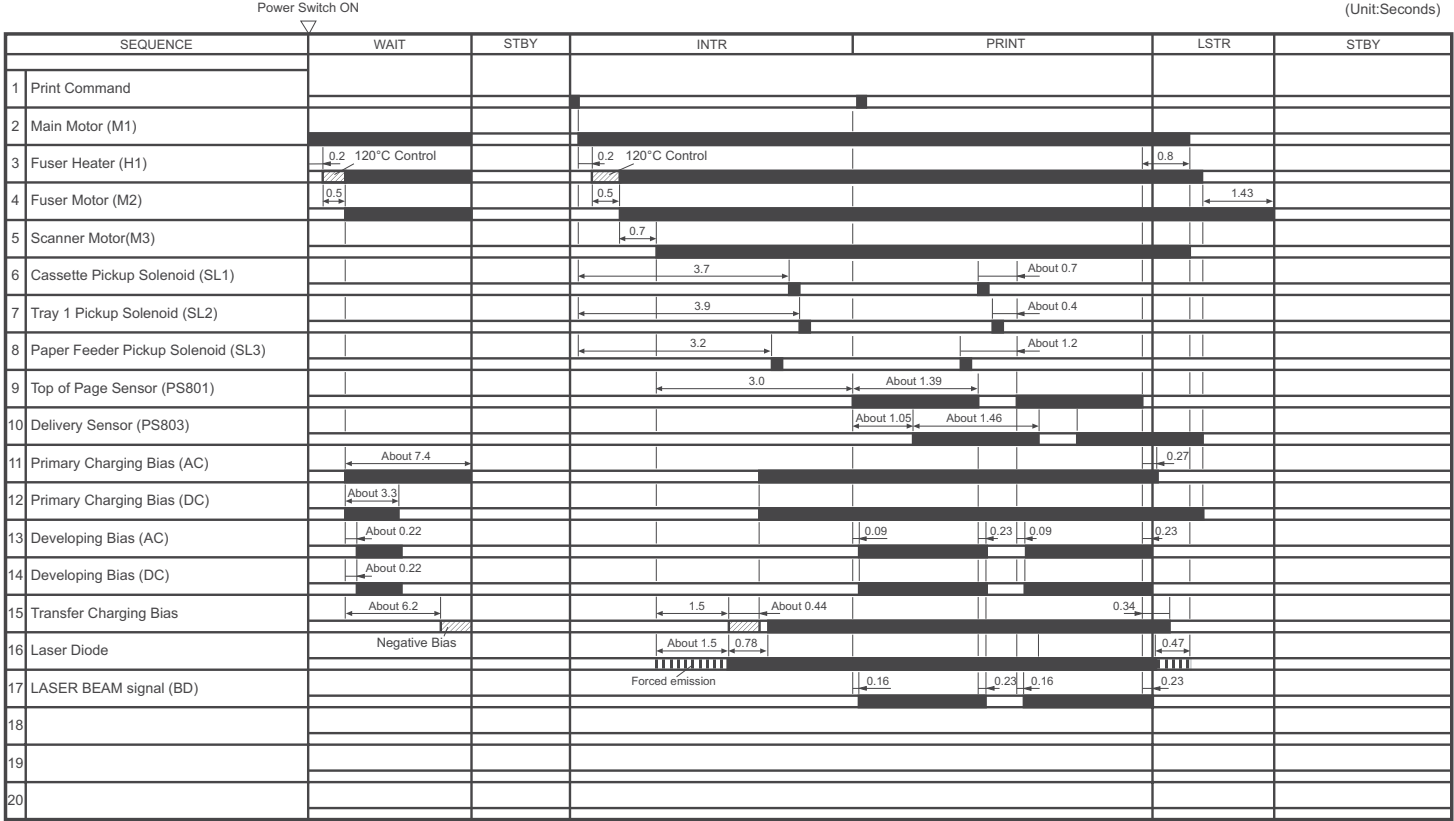 Power Switch ON
(Unit:Seconds)
SEQUENCE WAIT STBY INTR PRINT LSTR STBY
1 Print Command
2 Main Motor (M1)
3 Fuser Heater (H1) 0.2 120°C Control 0.2 120°C Control 0.8
4 Fuser Motor (M2) 0.5 0.5 1.43
5 Scanner Motor(M3) 0.7
6 Cassette Pickup Solenoid (SL1) 3.7 About 0.7
7 Tray 1 Pickup Solenoid (SL2) 3.9 About 0.4
8 Paper Feeder Pickup Solenoid (SL3) 3.2 About 1.2
9 Top of Page Sensor (PS801) 3.0 About 1.39
10 Delivery Sensor (PS803) About 1.05 About 1.46
11 Primary Charging Bias (AC) About 7.4 0.27
12 Primary Charging Bias (DC) About 3.3
13 Developing Bias (AC) About 0.22 0.09 0.23 0.09 0.23
14 Developing Bias (DC) About 0.22
15 Transfer Charging Bias About 6.2 1.5 About 0.44 0.34
Negative Bias
16 Laser Diode About 1.5 0.78 0.47
Forced emission
17 LASER BEAM signal (BD) 0.16 0.23 0.16 0.23
18
19
20